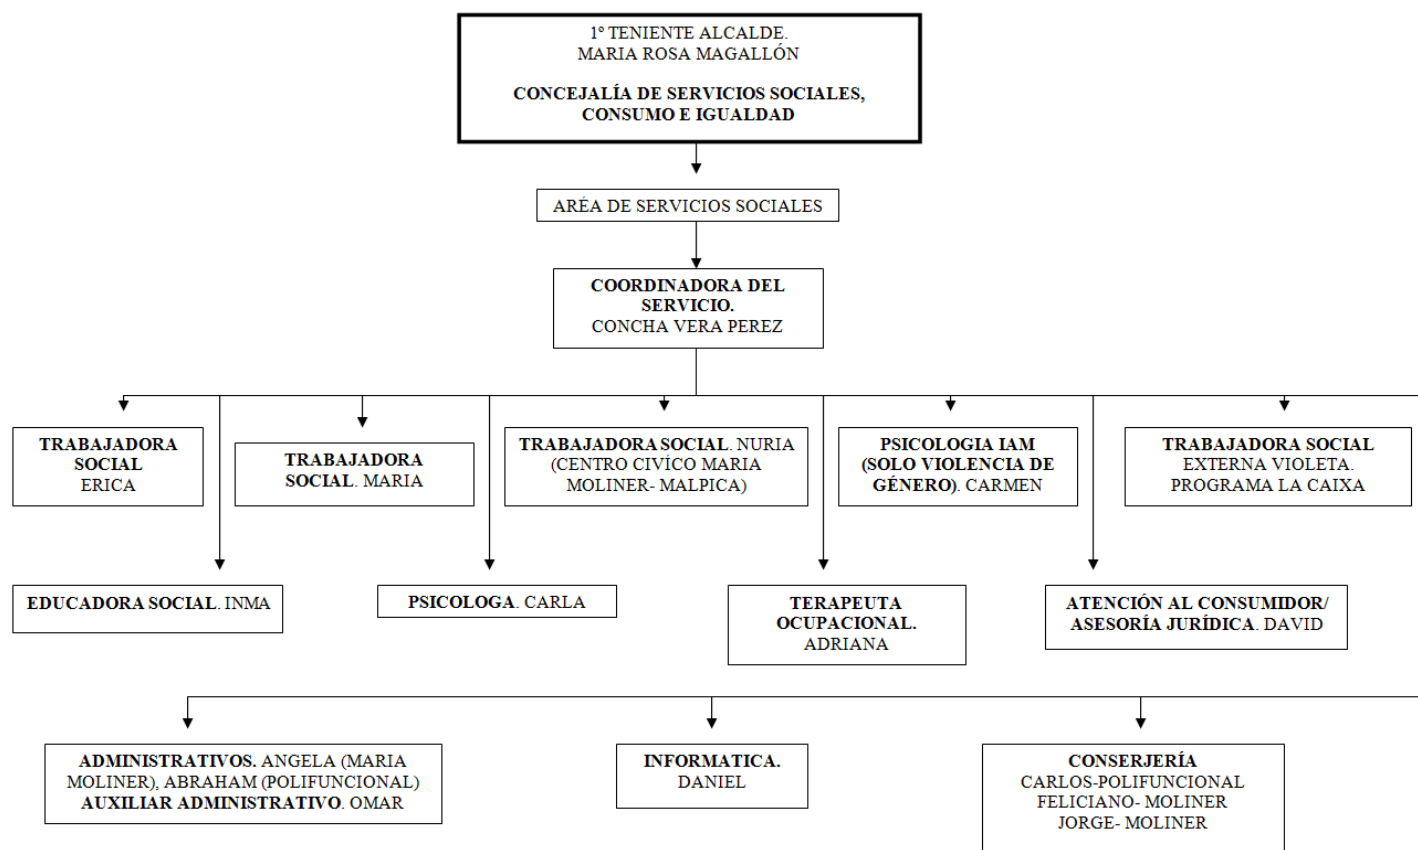 1º TENIENTE ALCALDE.
MARIA ROSA MAGALLÓN
CONCEJALÍA DE SERVICIOS SOCIALES,
CONSUMO E IGUALDAD
ARÉA DE SERVICIOS SOCIALES
COORDINADORA DEL
SERVICIO.
CONCHA VERA PEREZ
TRABAJADORA
SOCIAL
ERICA
TRABAJADORA
SOCIAL. MARIA
TRABAJADORA SOCIAL. NURIA
(CENTRO CIVÍCO MARIA
MOLINER- MALPICA)
PSICOLOGIA IAM
(SOLO VIOLENCIA DE
GÉNERO). CARMEN
TRABAJADORA SOCIAL
EXTERNA VIOLETA.
PROGRAMA LA CAIXA
EDUCADORA SOCIAL. INMA
PSICOLOGA. CARLA
TERAPEUTA
OCUPACIONAL.
ADRIANA
ATENCIÓN AL CONSUMIDOR/
ASESORÍA JURÍDICA. DAVID
ADMINISTRATIVOS. ANGELA (MARIA
MOLINER), ABRAHAM (POLIFUNCIONAL)
AUXILIAR ADMINISTRATIVO. OMAR
INFORMATICA.
DANIEL
CONSERJERÍA
CARLOS-POLIFUNCIONAL
FELICIANO- MOLINER
JORGE- MOLINER